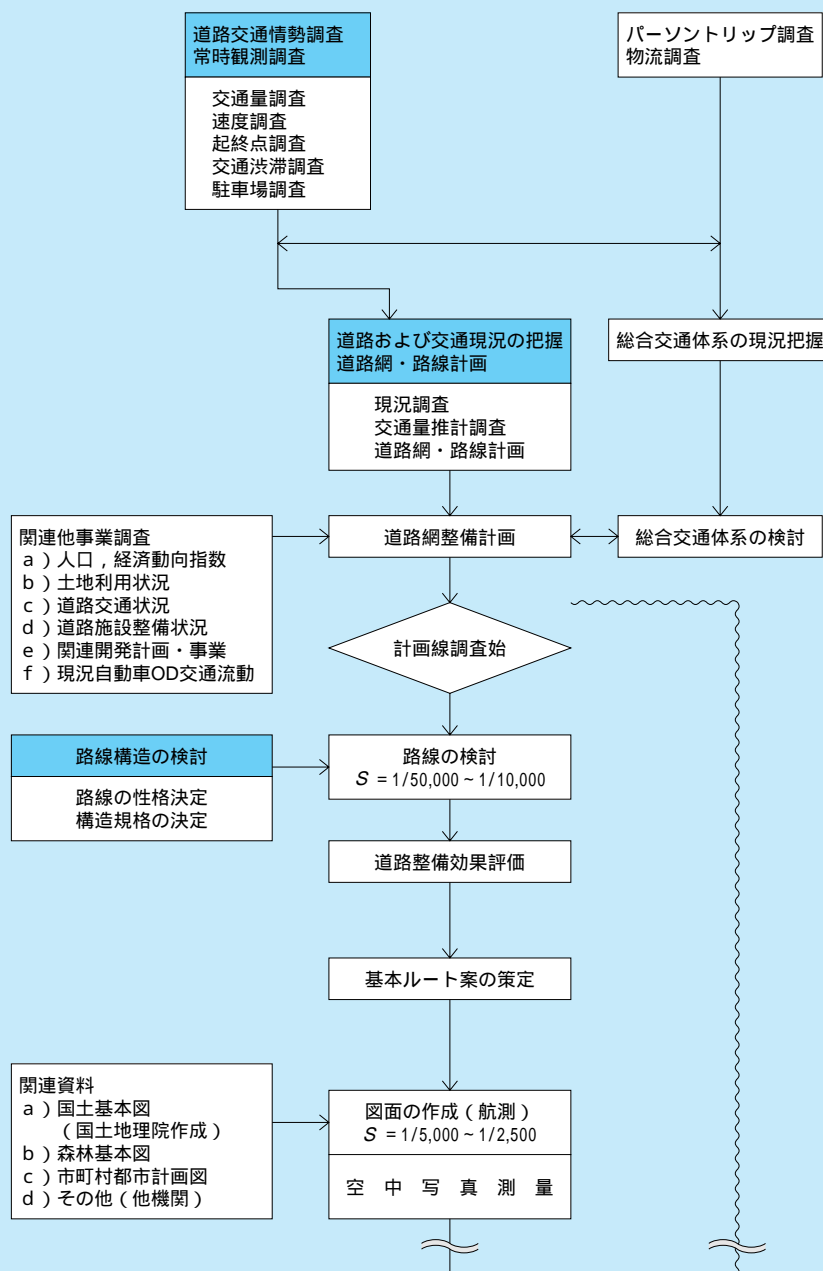 道路交通情勢調査
常時観測調査
交通量調査
速度調査
起終点調査
交通渋滞調査
駐車場調査
パーソントリップ調査
物流調査
道路および交通現況の把握
道路網・路線計画
現況調査
交通量推計調査
道路網・路線計画
総合交通体系の現況把握
関連他事業調査
a)人口,経済動向指数
b)土地利用状況
c)道路交通状況
d)道路施設整備状況
e)関連開発計画・事業
f)現況自動車OD交通流動
道路網整備計画
総合交通体系の検討
計画線調査始
路線構造の検討
路線の性格決定
構造規格の決定
路線の検討
S = 1/50,000 ~ 1/10,000
道路整備効果評価
基本ルート案の策定
関連資料
a)国土基本図
(国土地理院作成)
b)森林基本図
c)市町村都市計画図
d)その他(他機関)
図面の作成(航測)
S = 1/5,000 ~ 1/2,500
空 中 写 真 測 量